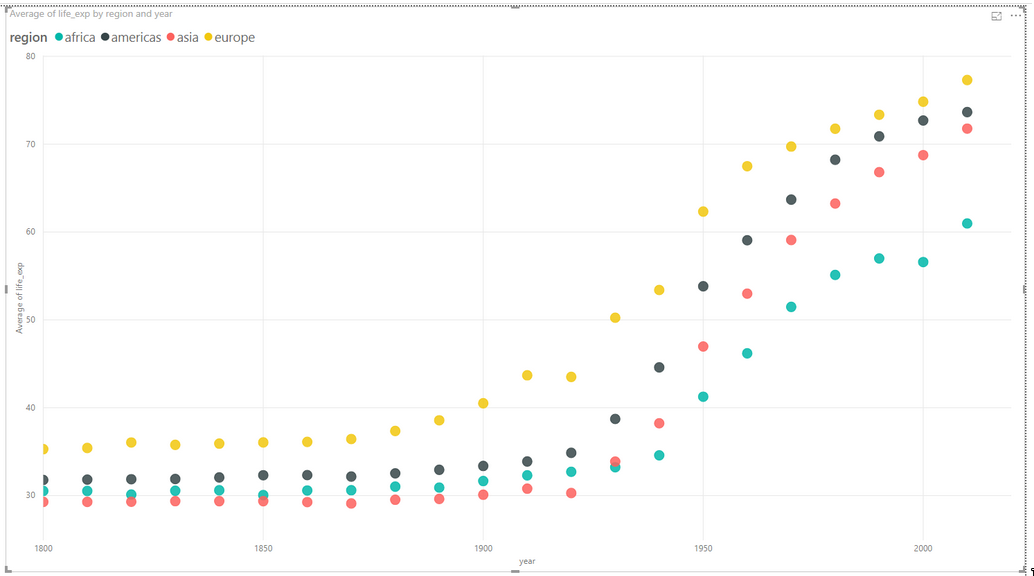 Average of life_exp by region and year
region africa americas asia europe
80
70
60
50
40
30
Average of life_exp
1800 1850 1900 1950 2000
year